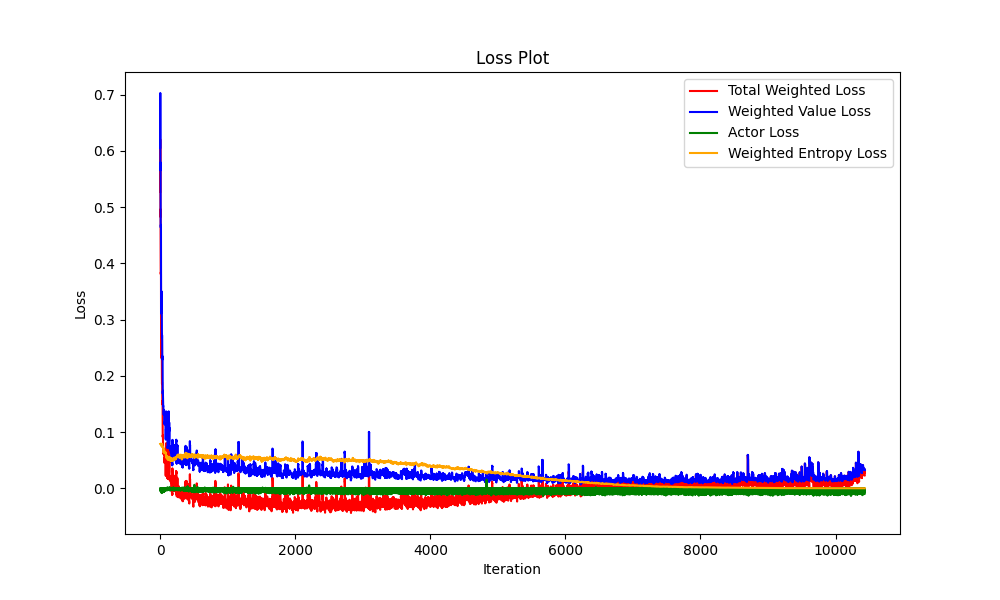 Loss Plot
Total Weighted Loss
Weighted Value Loss
Actor Loss
Weighted Entropy Loss
0.7
0.6
0.5
0.4
0.3
0.2
0.1
0.0
Loss
0 2000 4000 6000 8000 10000
Iteration